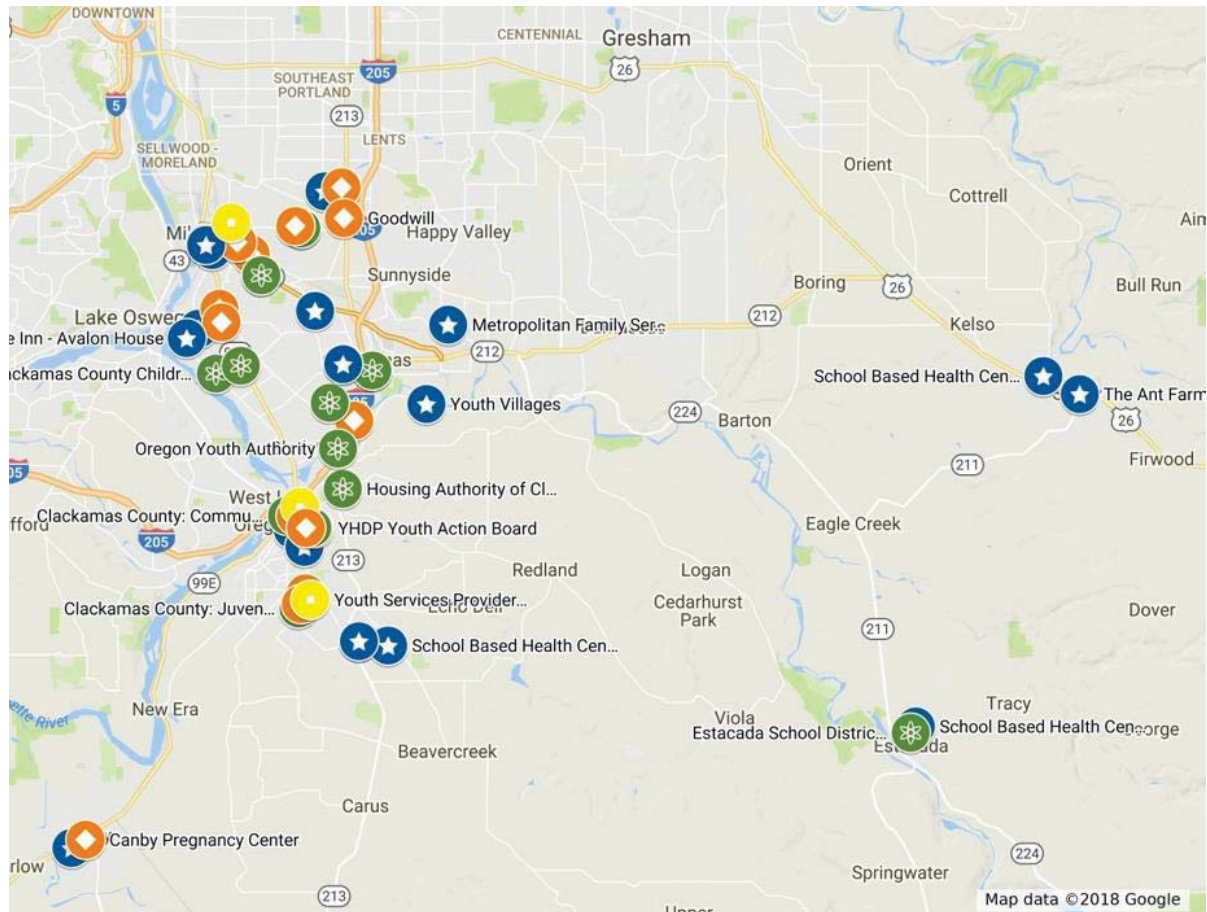 DOWNTOWN
CENTENNIAL
Gresham
26
205
SOUTHEAST
PORTLAND
5
213
LENTS
SELLWOOD -
MORELAND
Orient
Cottrell
Goodwill
Happy Valley
205
43
Sunnyside
Boring
26
Bull Run
Lake Oswe
Metropolitan Family Ser...
212
Kelso
e Inn - Avalon House
212
ackamas County Childr...
School Based Health Cen...
The Ant Farm
205
Youth Villages
224
Barton
26
Oregon Youth Authority
211
Firwood
205
West
Housing Authority of Cl...
Clackamas County: Commu...
Eagle Creek
YHDP Youth Action Board
205
213
99E
Redland
Logan
Clackamas County: Juven...
Youth Services Provider...
Cedarhurst
Park
Dover
211
School Based Health Cen...
New Era
Viola
Tracy
Estacada School Distric...
School Based Health Cen...
Estacada
Beavercreek
Carus
Canby Pregnancy Center
224
Springwater
213
Map data ©2018 Google